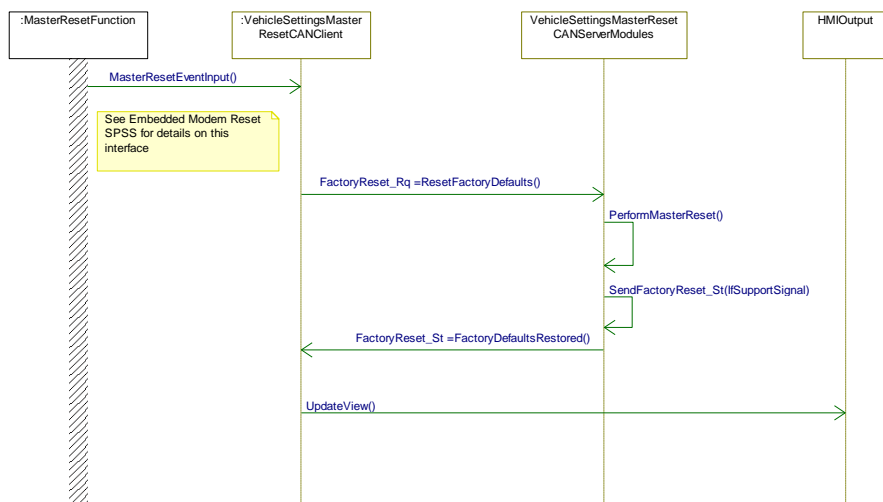 :MasterResetFunction
:VehicleSettingsMaster
ResetCANClient
VehicleSettingsMasterReset
CANServerModules
HMIOutput
MasterResetEventInput()
See Embedded Modem Reset
SPSS for details on this
interface
FactoryReset_Rq =ResetFactoryDefaults()
PerformMasterReset()
SendFactoryReset_St(IfSupportSignal)
FactoryReset_St =FactoryDefaultsRestored()
UpdateView()